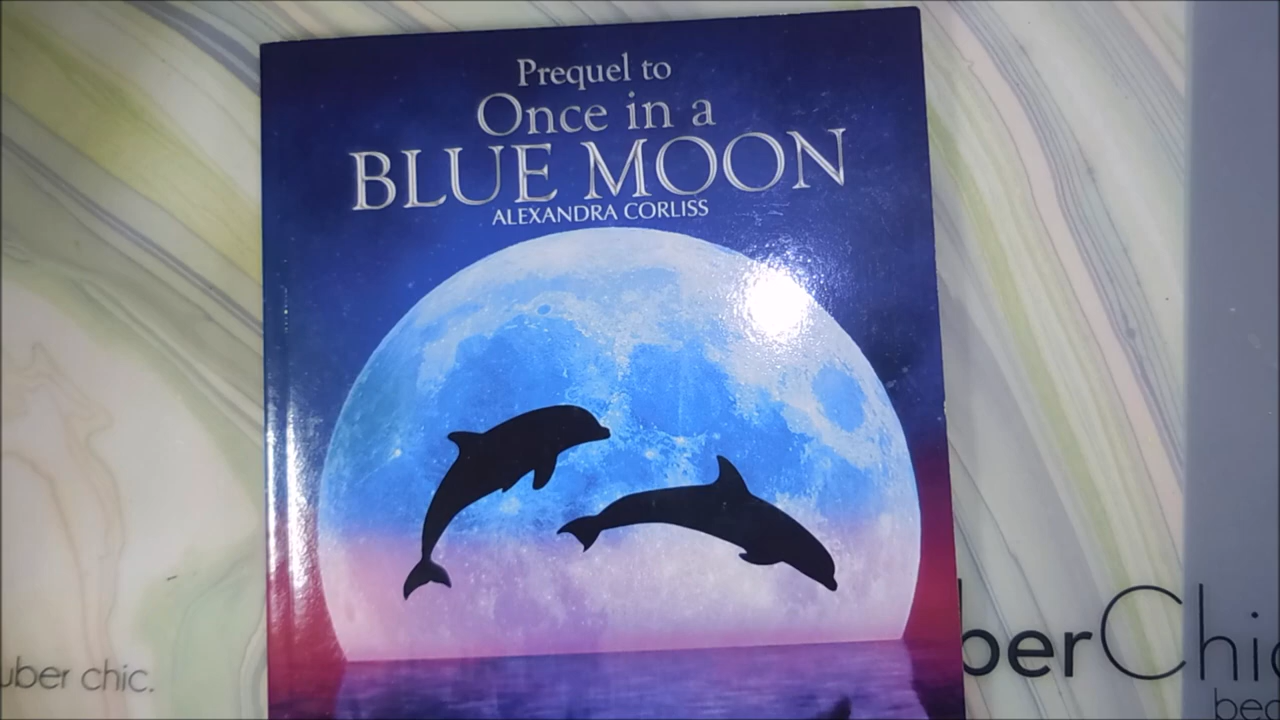 Prequel to
Once in a
BLUE MOON
ALEXANDRA CORLISS
uber chic.
berChic